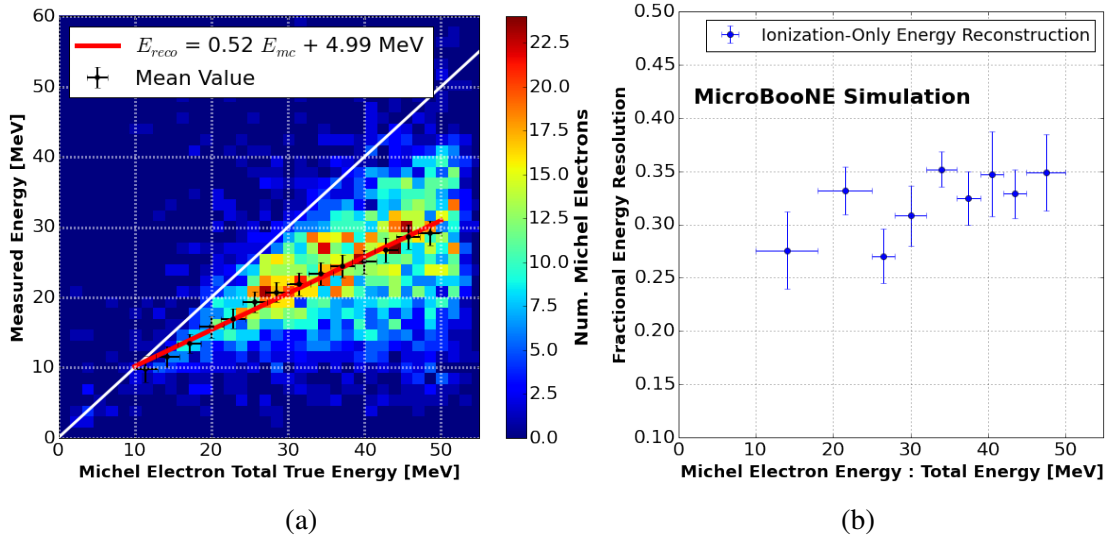 E_reco = 0.52 E_mc + 4.99 MeV
Mean Value
Measured Energy [MeV]
60
50
40
30
20
10
0
0 10 20 30 40 50
Michel Electron Total True Energy [MeV]
22.5
20.0
17.5
15.0
12.5
10.0
7.5
5.0
2.5
0.0
Num. Michel Electrons
(a)
Ionization-Only Energy Reconstruction
MicroBooNE Simulation
Fractional Energy Resolution
0.50
0.45
0.40
0.35
0.30
0.25
0.20
0.15
0.10
0 10 20 30 40 50
Michel Electron Energy : Total Energy [MeV]
(b)